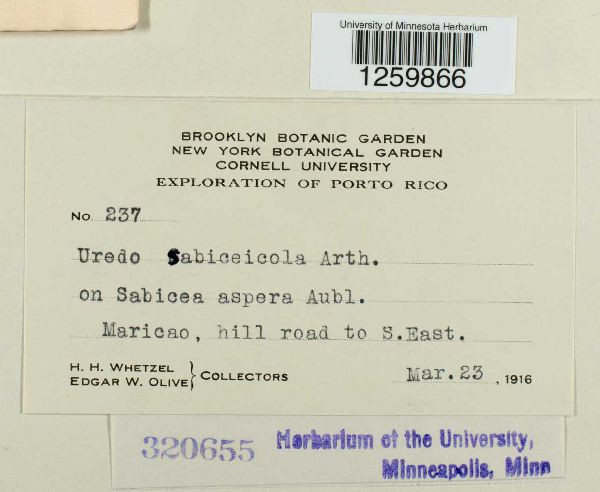 University of Minnesota Herbarium
1259866
BROOKLYN BOTANIC GARDEN
NEW YORK BOTANICAL GARDEN
CORNELL UNIVERSITY
EXPLORATION OF PORTO RICO
No. 237
Uredo Sabiceicola Arth.
on Sabicea aspera Aubl.
Maricao, hill road to S.East.
H. H. WHETZEL
EDGAR W. OLIVE } COLLECTORS Mar.23, 1916
320655 Herbarium of the University,
Minneapolis, Minn